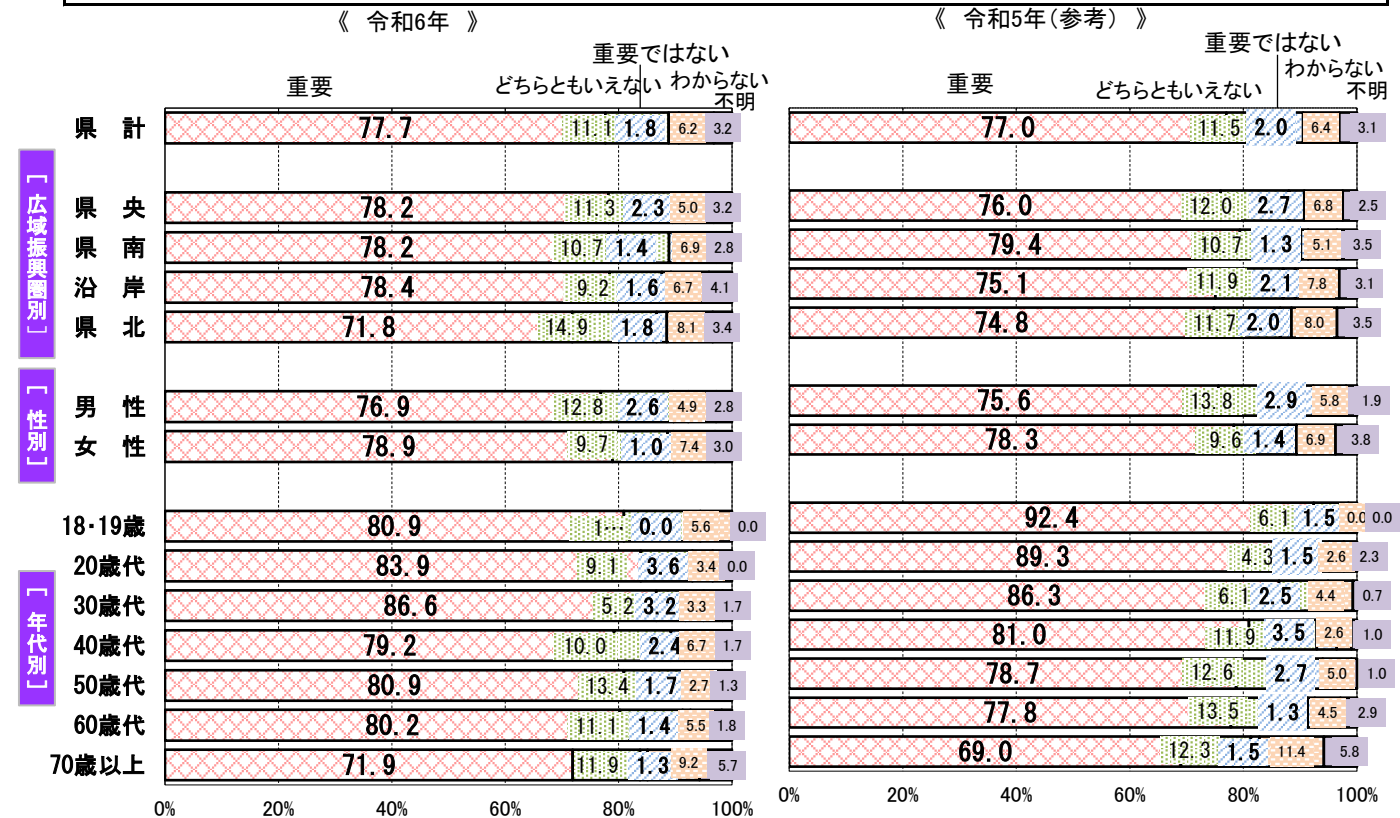 《 令和6年 》
重要ではない
重要 どちらともいえない わからない
不明
県 計 77.7 11.1 1.8 6.2 3.2
[広域振興圏別]
県 央 78.2 11.3 2.3 5.0 3.2
県 南 78.2 10.7 1.4 6.9 2.8
沿 岸 78.4 9.2 1.6 6.7 4.1
県 北 71.8 14.9 1.8 8.1 3.4
[性別]
男 性 76.9 12.8 2.6 4.9 2.8
女 性 78.9 9.7 1.0 7.4 3.0
[年代別]
18・19歳 80.9 1… 0.0 5.6 0.0
20歳代 83.9 9.1 3.6 3.4 0.0
30歳代 86.6 5.2 3.2 3.3 1.7
40歳代 79.2 10.0 2.4 6.7 1.7
50歳代 80.9 13.4 1.7 2.7 1.3
60歳代 80.2 11.1 1.4 5.5 1.8
70歳以上 71.9 11.9 1.3 9.2 5.7
0% 20% 40% 60% 80% 100%
《 令和5年(参考) 》
重要ではない
わからない
重要 どちらともいえない 不明
77.0 11.5 2.0 6.4 3.1
76.0 12.0 2.7 6.8 2.5
79.4 10.7 1.3 5.1 3.5
75.1 11.9 2.1 7.8 3.1
74.8 11.7 2.0 8.0 3.5
75.6 13.8 2.9 5.8 1.9
78.3 9.6 1.4 6.9 3.8
92.4 6.1 1.5 0.0 0.0
89.3 4.3 1.5 2.6 2.3
86.3 6.1 2.5 4.4 0.7
81.0 11.9 3.5 2.6 1.0
78.7 12.6 2.7 5.0 1.0
77.8 13.5 1.3 4.5 2.9
69.0 12.3 1.5 11.4 5.8
0% 20% 40% 60% 80% 100%